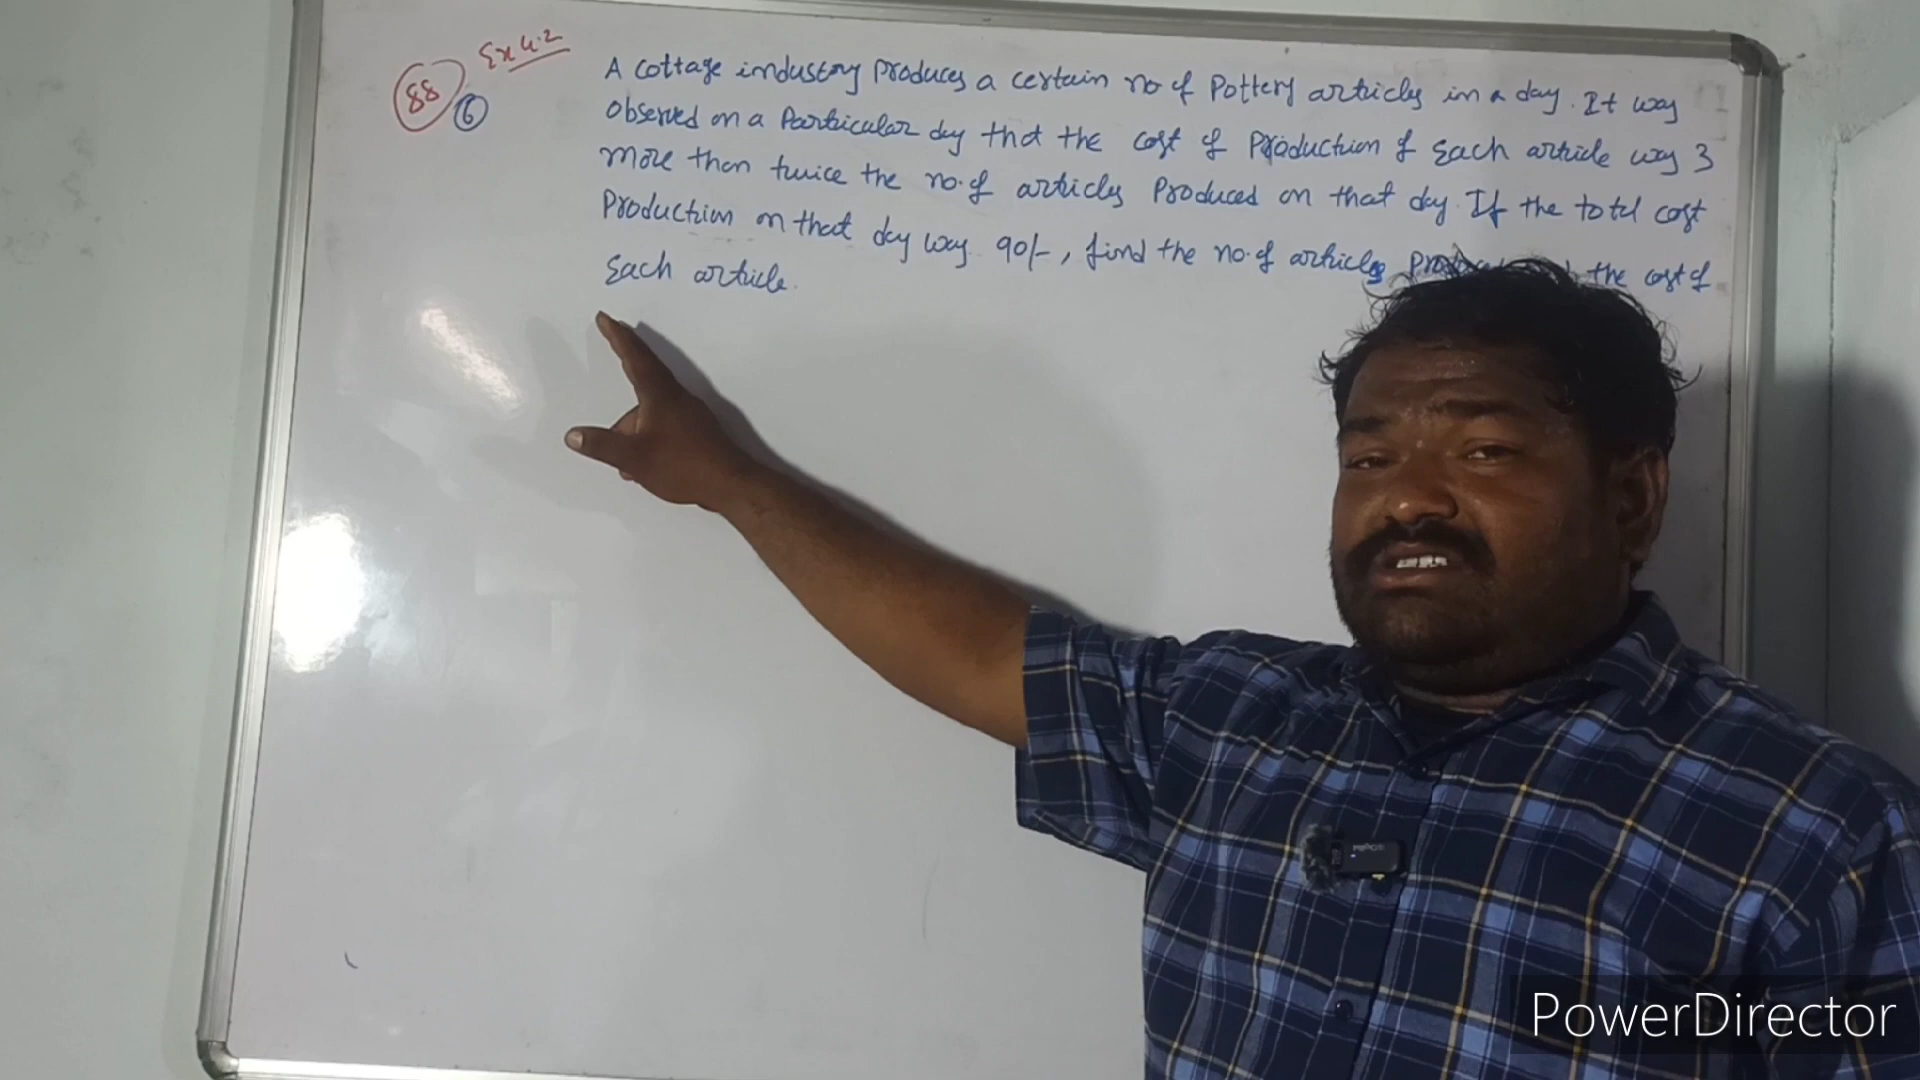 Ex 4.2
88
6
A cottage industry produces a certain no of Pottery articles in a day. It was
observed on a Particular day that the cost of Production of Each article was 3
more than twice the no.of articles Produced on that day. If the total cost
Production on that day was 90/-, find the no.of articles the cost of
Each article.
PowerDirector